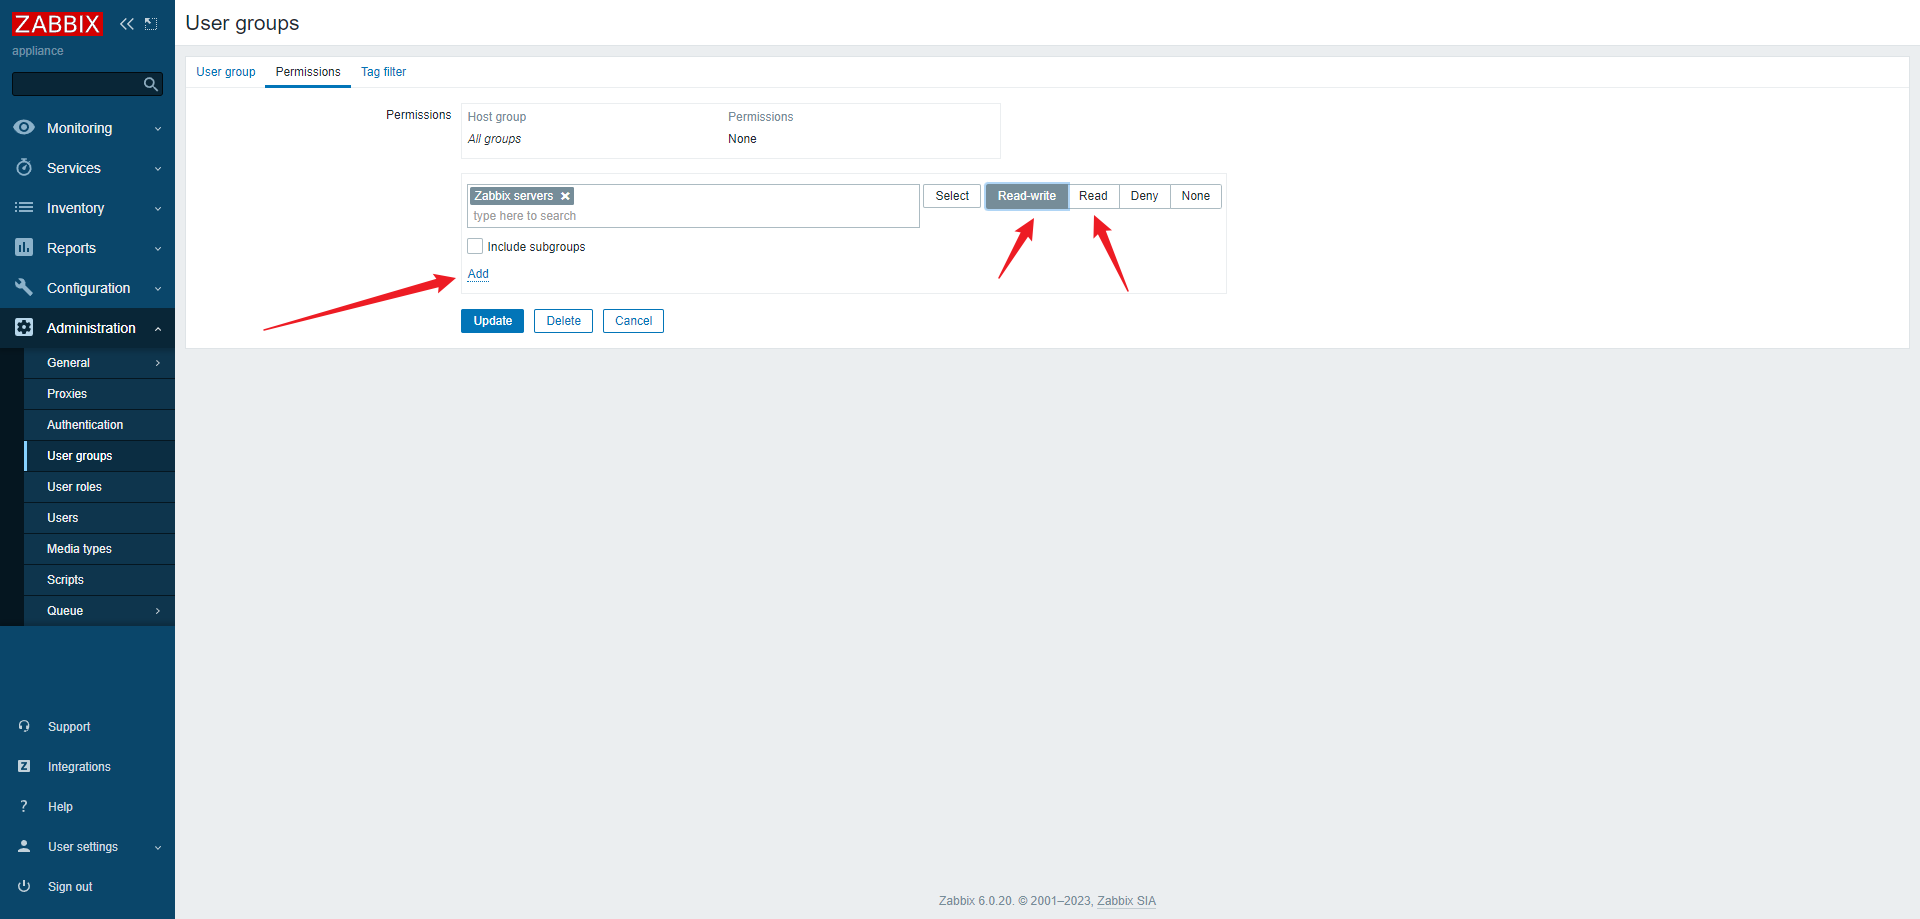 ZABBIX
appliance
Monitoring
Services
Inventory
Reports
Configuration
Administration
General
Proxies
Authentication
User groups
User roles
Users
Media types
Scripts
Queue
Support
Integrations
Help
User settings
Sign out
User groups
User group Permissions Tag filter
Permissions
Host group Permissions
All groups None
Zabbix servers
type here to search
Select Read-write Read Deny None
Include subgroups
Add
Update Delete Cancel
Zabbix 6.0.20. © 2001–2023, Zabbix SIA